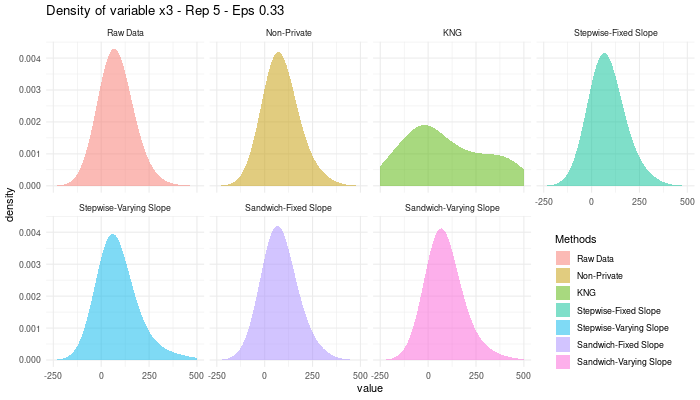 Density of variable x3 - Rep 5 - Eps 0.33
Raw Data
Non-Private
KNG
Stepwise-Fixed Slope
0.004
0.003
0.002
0.001
0.000
-250
0
250
500
density
Stepwise-Varying Slope
Sandwich-Fixed Slope
Sandwich-Varying Slope
0.004
0.003
0.002
0.001
0.000
-250
0
250
500
-250
0
250
500
-250
0
250
500
value
Methods
Raw Data
Non-Private
KNG
Stepwise-Fixed Slope
Stepwise-Varying Slope
Sandwich-Fixed Slope
Sandwich-Varying Slope